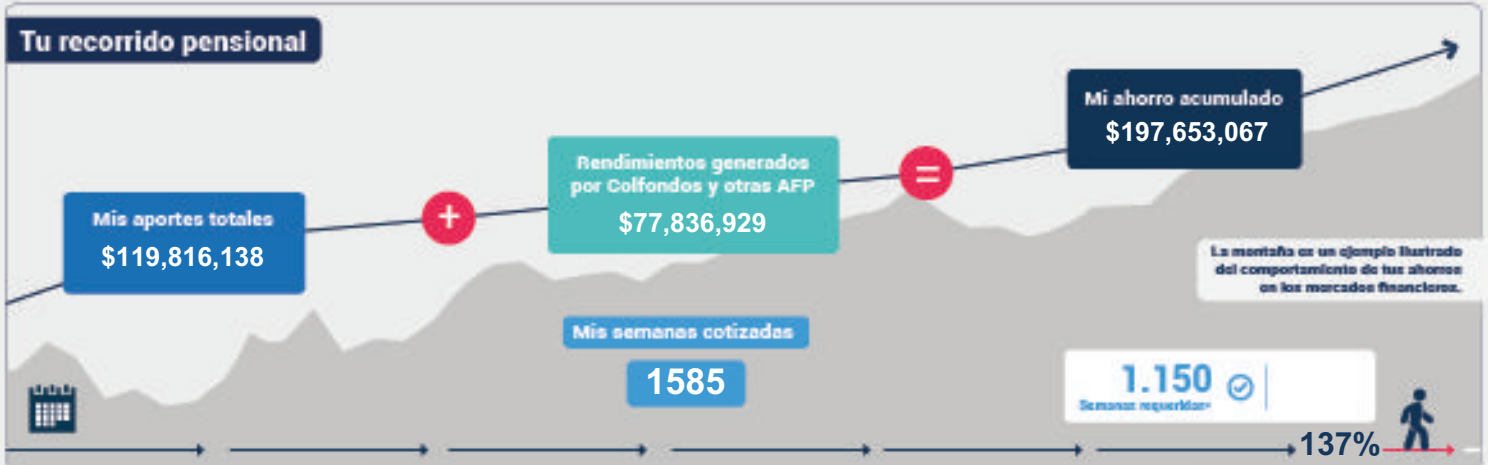 Tu recorrido pensional
Mi ahorro acumulado
$197,653,067
Rendimientos generados
por Colfondos y otras AFP
$77,836,929
=
Mis aportes totales
$119,816,138
+
La montaña es un ejemplo ilustrado
del comportamiento de tus ahorros
en los mercados financieros.
Mis semanas cotizadas
1585
1.150
Semanas requeridas*
137%